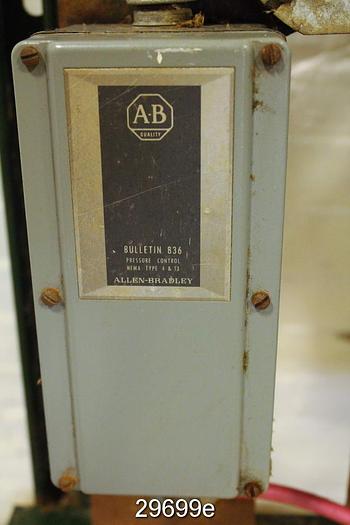 A-B
QUALITY
BULLETIN 836
PRESSURE CONTROL
NEMA TYPE 4 & 13
ALLEN-BRADLEY
29699e